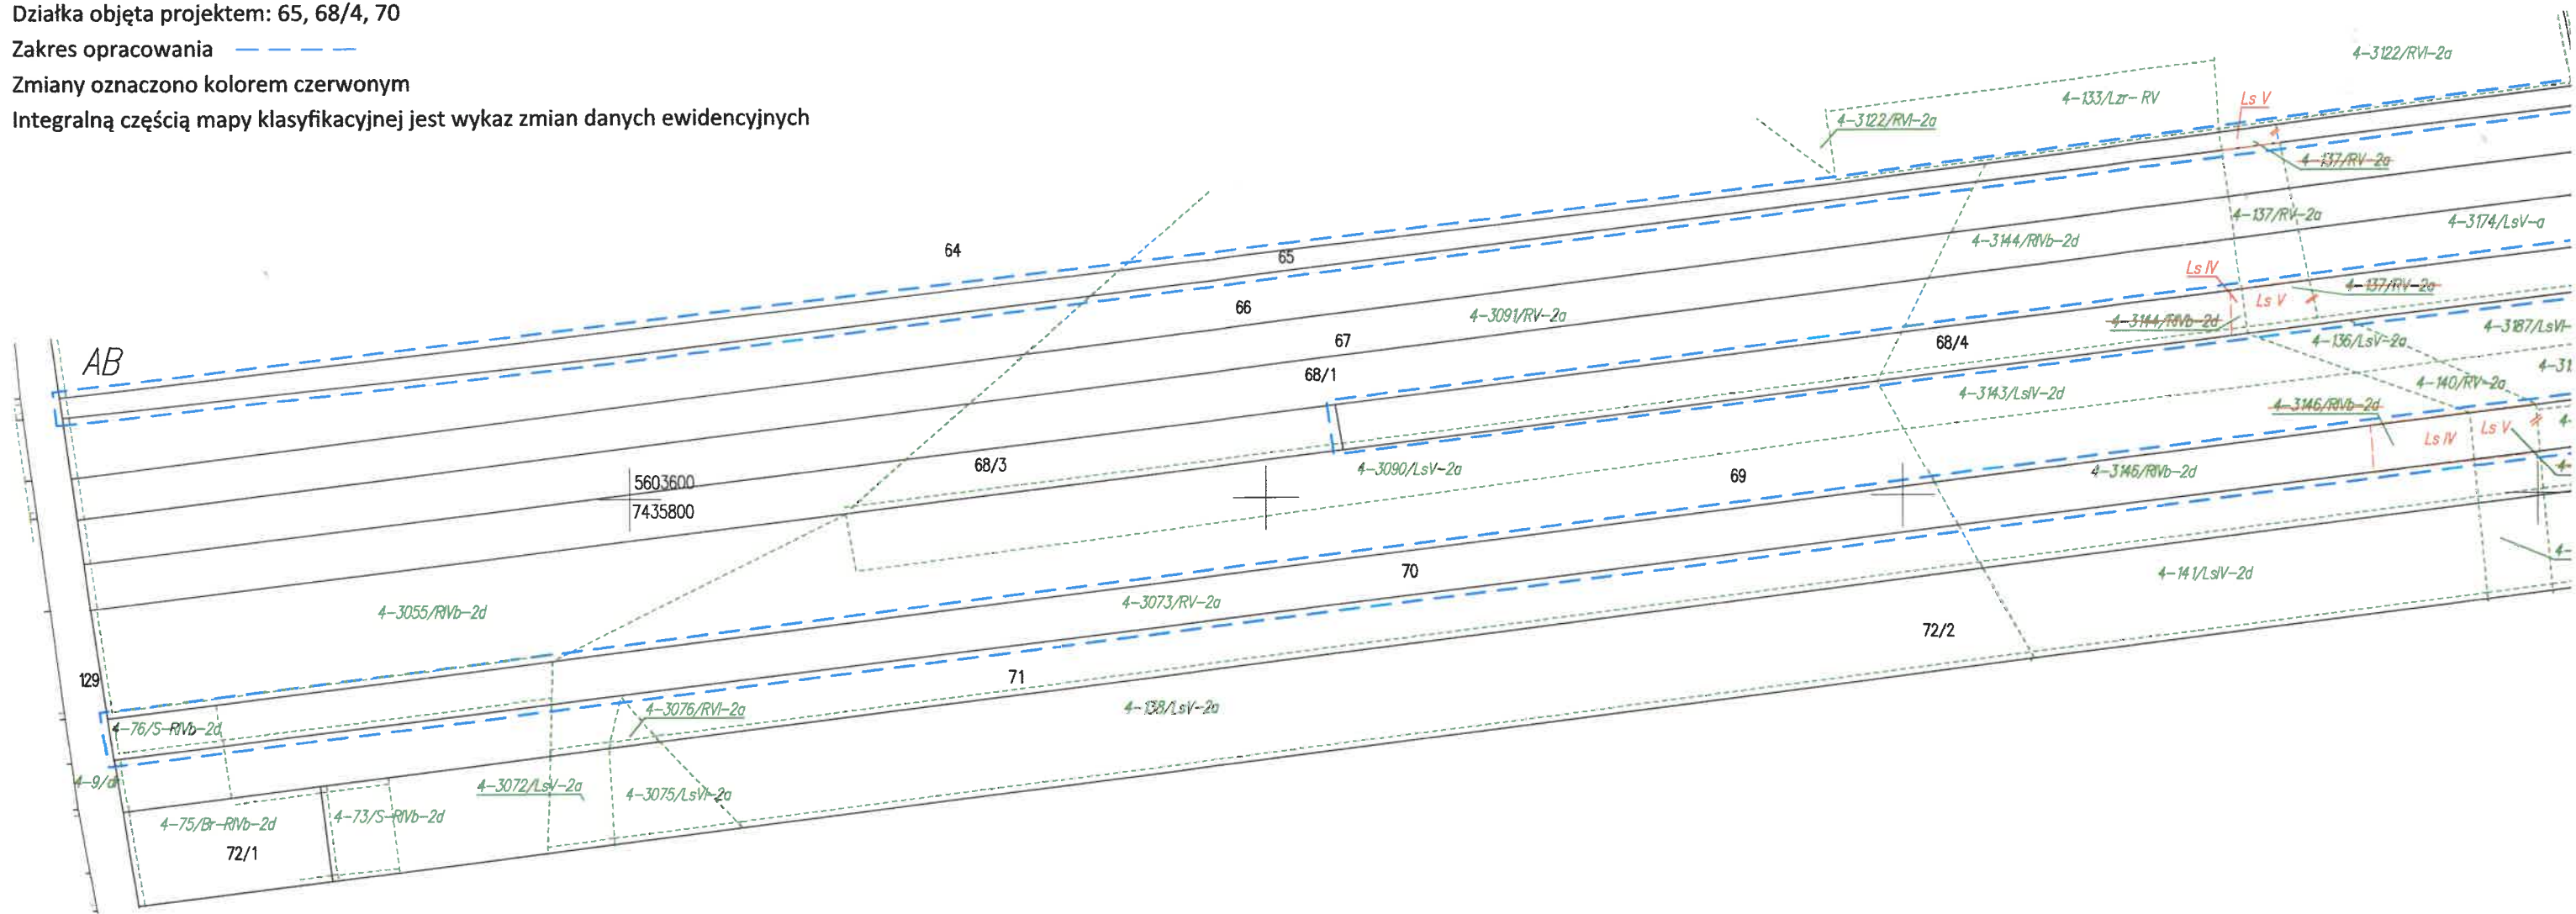 Działka objęta projektem: 65, 68/4, 70
Zakres opracowania
Zmiany oznaczono kolorem czerwonym
Integralną częścią mapy klasyfikacyjnej jest wykaz zmian danych ewidencyjnych
4-3122/RVI-2a
4-133/Lzr-RV
Ls V
4-3122/RVI-2a
4-137/RV-2a
4-137/RV-2a
4-3174/LsV-a
4-3144/RIVb-2d
64
65
Ls IV
4-137/RV-2a
Ls V
66
4-3091/RV-2a
4-3144/RIVb-2d
4-3187/LsVI-
67
68/4
4-136/LsV-2a
AB
68/1
4-31
4-140/RV-2a
4-3143/LsIV-2d
4-3146/RIVb-2d
4-
Ls V
Ls IV
68/3
4-3090/LsV-2a
69
4-3146/RIVb-2d
4-
5603600
7435800
4-
70
4-141/LsIV-2d
4-3073/RV-2a
4-3055/RIVb-2d
72/2
129
71
4-138/LsV-2a
4-3076/RVI-2a
4-76/S-RIVb-2d
4-9/d
4-3072/LsV-2a
4-3075/LsVI-2a
4-73/S-RIVb-2d
4-75/Br-RIVb-2d
72/1